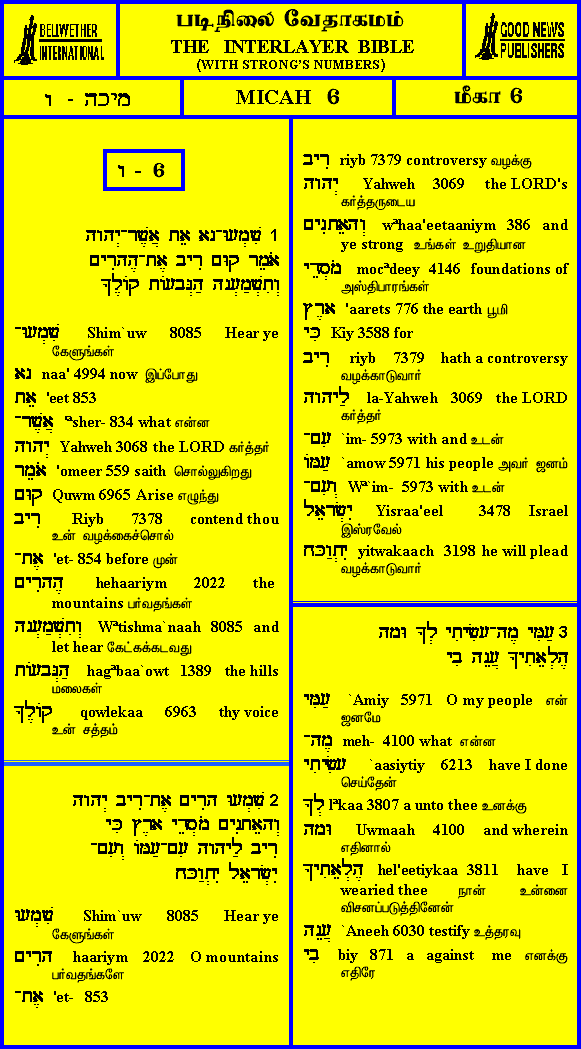 BELLWETHER
INTERNATIONAL
படிநிலை வேதாகமம்
THE INTERLAYER BIBLE
(WITH STRONG'S NUMBERS)
GOOD NEWS
PUBLISHERS
מיכה - ו
MICAH 6
மீகா 6
6 - ו
1 שִׁמְעוּ־נָא אֵת אֲשֶׁר־יְהוָה
אֹמֵר קוּם רִיב אֶת־הֶהָרִים
וְתִשְׁמַעְנָה הַגְּבָעוֹת קוֹלֶךָ
שִׁמְעוּ־ Shim`uw 8085 Hear ye
கேளுங்கள்
נָא naa' 4994 now இப்போது
אֵת 'eet 853
אֲשֶׁר־ ªsher- 834 what என்ன
יְהוָה Yahweh 3068 the LORD கர்த்தர்
אֹמֵר 'omeer 559 saith சொல்லுகிறது
קוּם Quwm 6965 Arise எழுந்து
רִיב Riyb 7378 contend thou
உன் வழக்கைச்சொல்
אֶת־ 'et- 854 before முன்
הֶהָרִים hehaariym 2022 the
mountains பர்வதங்கள்
וְתִשְׁמַעְנָה Wªtishma`naah 8085 and
let hear கேட்கக்கடவது
הַגְּבָעוֹת hagªbaa`owt 1389 the hills
மலைகள்
קוֹלֶךָ qowlekaa 6963 thy voice
உன் சத்தம்
2 שִׁמְעוּ הָרִים אֶת־רִיב יְהוָה
וְהָאֵתָנִים מֹסְדֵי אָרֶץ כִּי
רִיב לַיהוָה עִם־עַמּוֹ וְעִם־
יִשְׂרָאֵל יִתְוַכָּח
שִׁמְעוּ Shim`uw 8085 Hear ye
கேளுங்கள்
הָרִים haariym 2022 O mountains
பர்வதங்களே
אֶת־ 'et- 853
רִיב riyb 7379 controversy வழக்கு
יְהוָה Yahweh 3069 the LORD's
கர்த்தருடைய
וְהָאֵתָנִים wªhaa'eetaaniym 386 and
ye strong உங்கள் உறுதியான
מֹסְדֵי mocªdeey 4146 foundations of
அஸ்திபாரங்கள்
אָרֶץ 'aarets 776 the earth பூமி
כִּי Kiy 3588 for
רִיב riyb 7379 hath a controversy
வழக்காடுவார்
לַיהוָה la-Yahweh 3069 the LORD
கர்த்தர்
עִם־ `im- 5973 with and உடன்
עַמּוֹ `amow 5971 his people அவர் ஜனம்
וְעִם־ Wª`im- 5973 with உடன்
יִשְׂרָאֵל Yisraa'eel 3478 Israel
இஸ்ரவேல்
יִתְוַכָּח yitwakaach 3198 he will plead
வழக்காடுவார்
3 עַמִּי מֶה־עָשִׂיתִי לְךָ וּמָה
הֶלְאֵתִיךָ עֲנֵה בִי
עַמִּי `Amiy 5971 O my people என்
ஜனமே
מֶה־ meh- 4100 what என்ன
עָשִׂיתִי `aasiytiy 6213 have I done
செய்தேன்
לְךָ lªkaa 3807 a unto thee உனக்கு
וּמָה Uwmaah 4100 and wherein
எதினால்
הֶלְאֵתִיךָ hel'eetiykaa 3811 have I
wearied thee நான் உன்னை
விசனப்படுத்தினேன்
עֲנֵה `Aneeh 6030 testify உத்தரவு
בִי biy 871 a against me எனக்கு
எதிரே